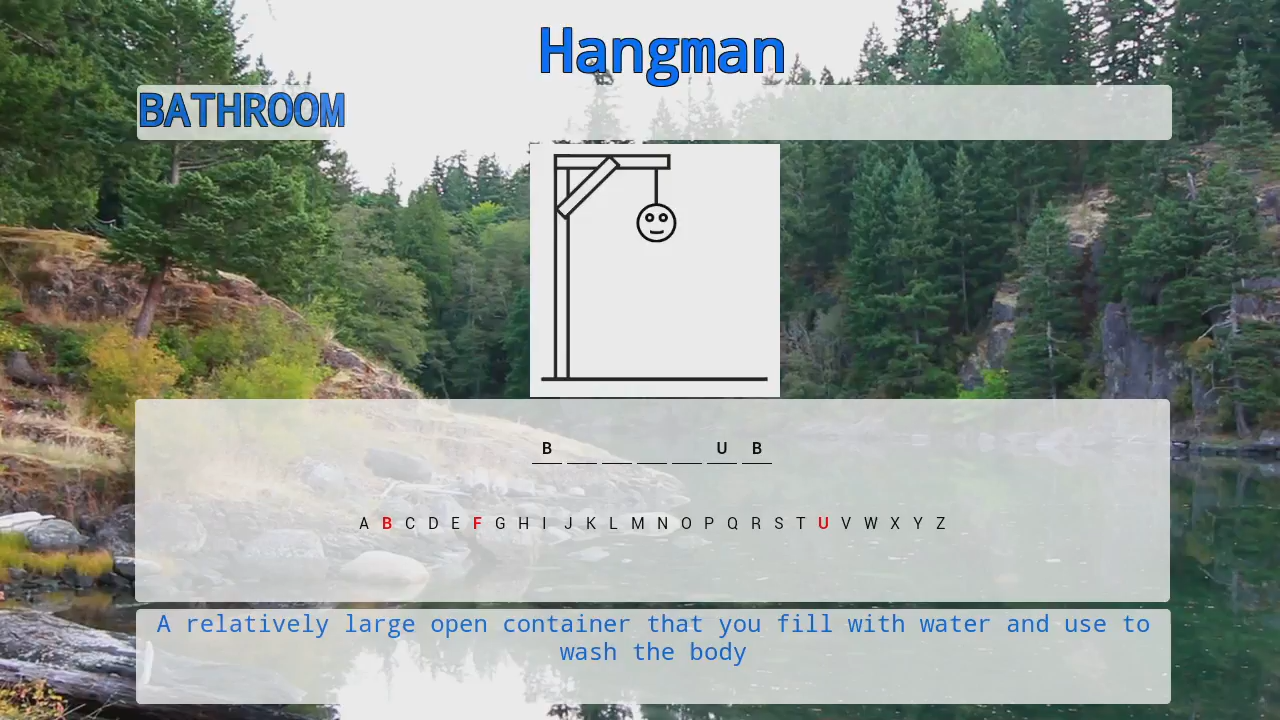 Hangman
BATHROOM
B _ _ _ _ U B
A B C D E F G H I J K L M N O P Q R S T U V W X Y Z
A relatively large open container that you fill with water and use to
wash the body